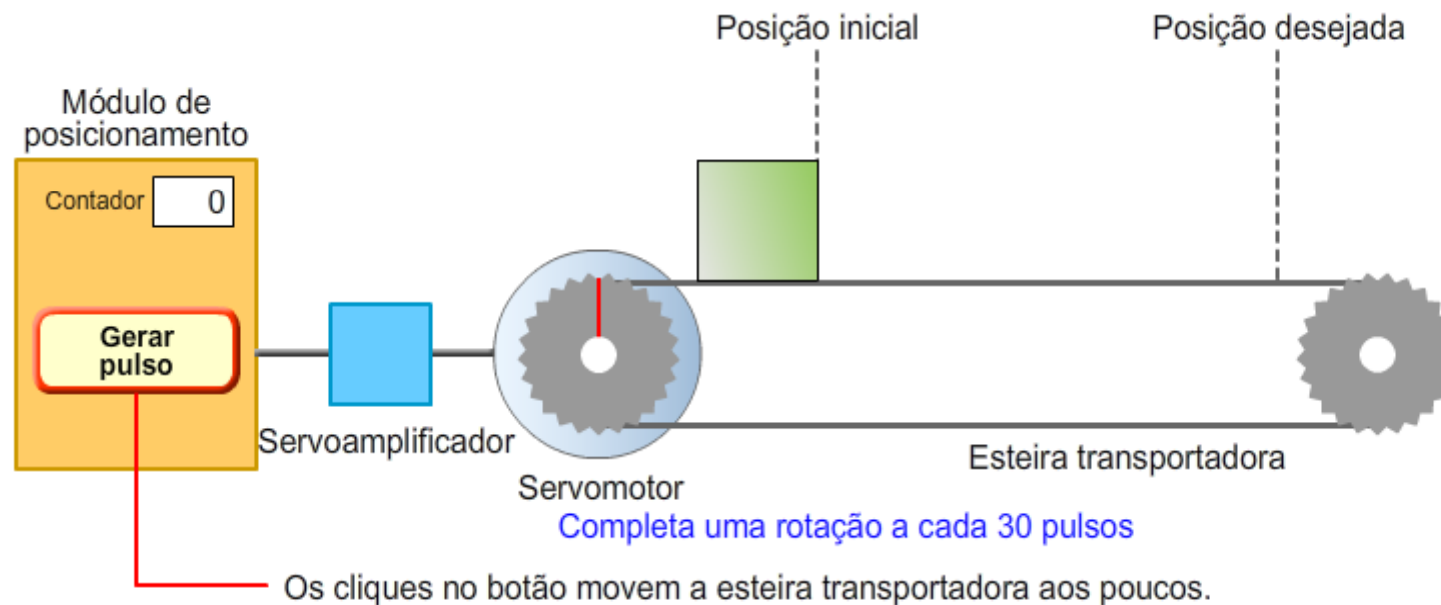 Posição inicial
Posição desejada
Módulo de
posicionamento
Contador 0
Gerar
pulso
Servoamplificador
Servomotor
Esteira transportadora
Completa uma rotação a cada 30 pulsos
Os cliques no botão movem a esteira transportadora aos poucos.